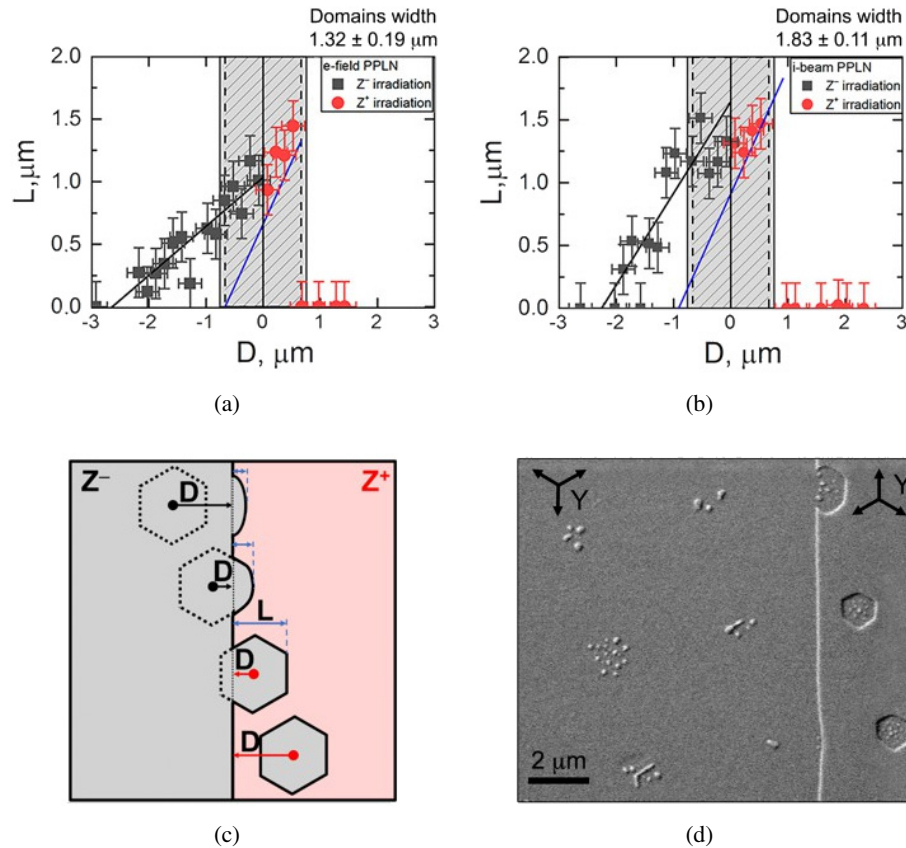 Domains width
1.32 ± 0.19 μm
e-field PPLN
Z⁻ irradiation
Z⁺ irradiation
L, μm
2.0
1.5
1.0
0.5
0.0
-3 -2 -1 0 1 2 3
D, μm
(a)
Domains width
1.83 ± 0.11 μm
i-beam PPLN
Z⁻ irradiation
Z⁺ irradiation
L, μm
2.0
1.5
1.0
0.5
0.0
-3 -2 -1 0 1 2 3
D, μm
(b)
Z⁻
Z⁺
D
D
L
D
D
(c)
Y
Y
2 μm
(d)